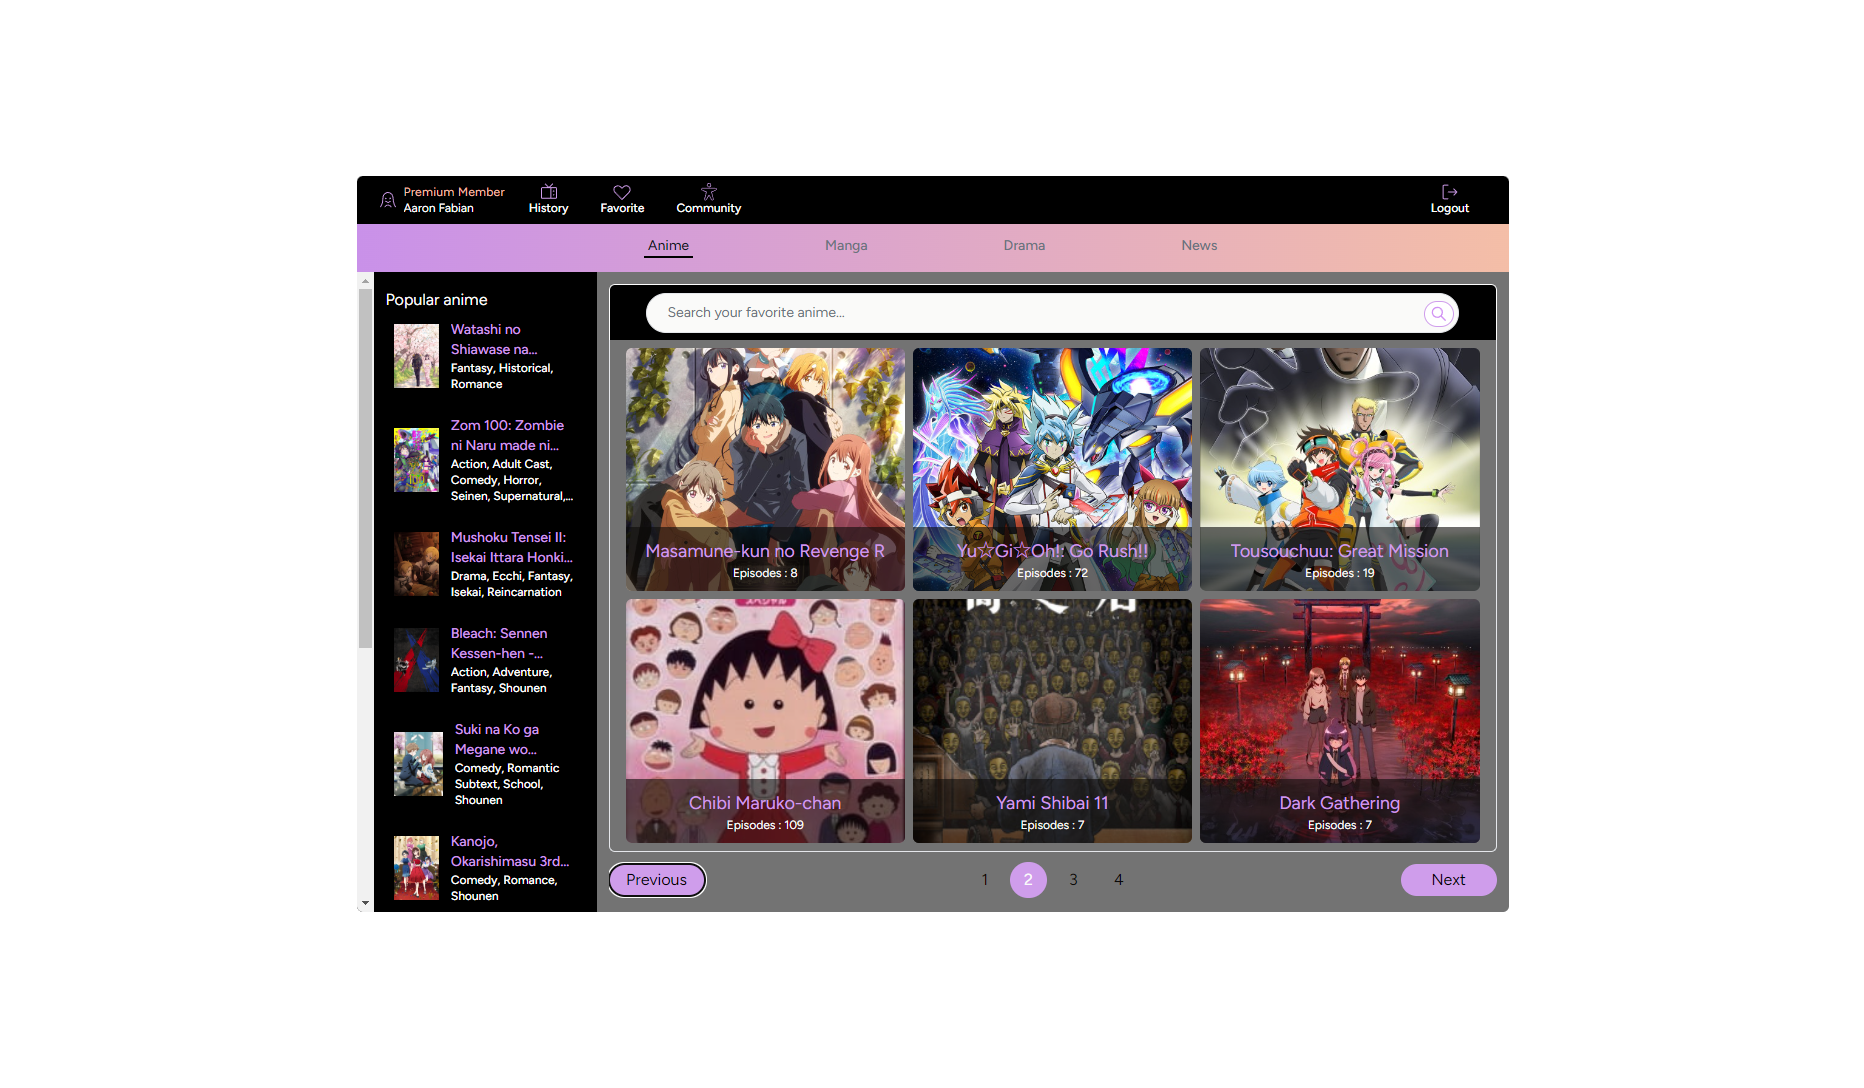 Premium Member
Aaron Fabian
History
Favorite
Community
Logout
Anime
Manga
Drama
News
Popular anime
Watashi no
Shiawase na...
Fantasy, Historical,
Romance
Zom 100: Zombie
ni Naru made ni...
Action, Adult Cast,
Comedy, Horror,
Seinen, Supernatural,...
Mushoku Tensei II:
Isekai Ittara Honki...
Drama, Ecchi, Fantasy,
Isekai, Reincarnation
Bleach: Sennen
Kessen-hen -...
Action, Adventure,
Fantasy, Shounen
Suki na Ko ga
Megane wo...
Comedy, Romantic
Subtext, School,
Shounen
Kanojo,
Okarishimasu 3rd...
Comedy, Romance,
Shounen
Search your favorite anime...
Masamune-kun no Revenge R
Episodes : 8
Yu☆Gi☆Oh!: Go Rush!!
Episodes : 72
Tousouchuu: Great Mission
Episodes : 19
Chibi Maruko-chan
Episodes : 109
Yami Shibai 11
Episodes : 7
Dark Gathering
Episodes : 7
Previous
1
2
3
4
Next